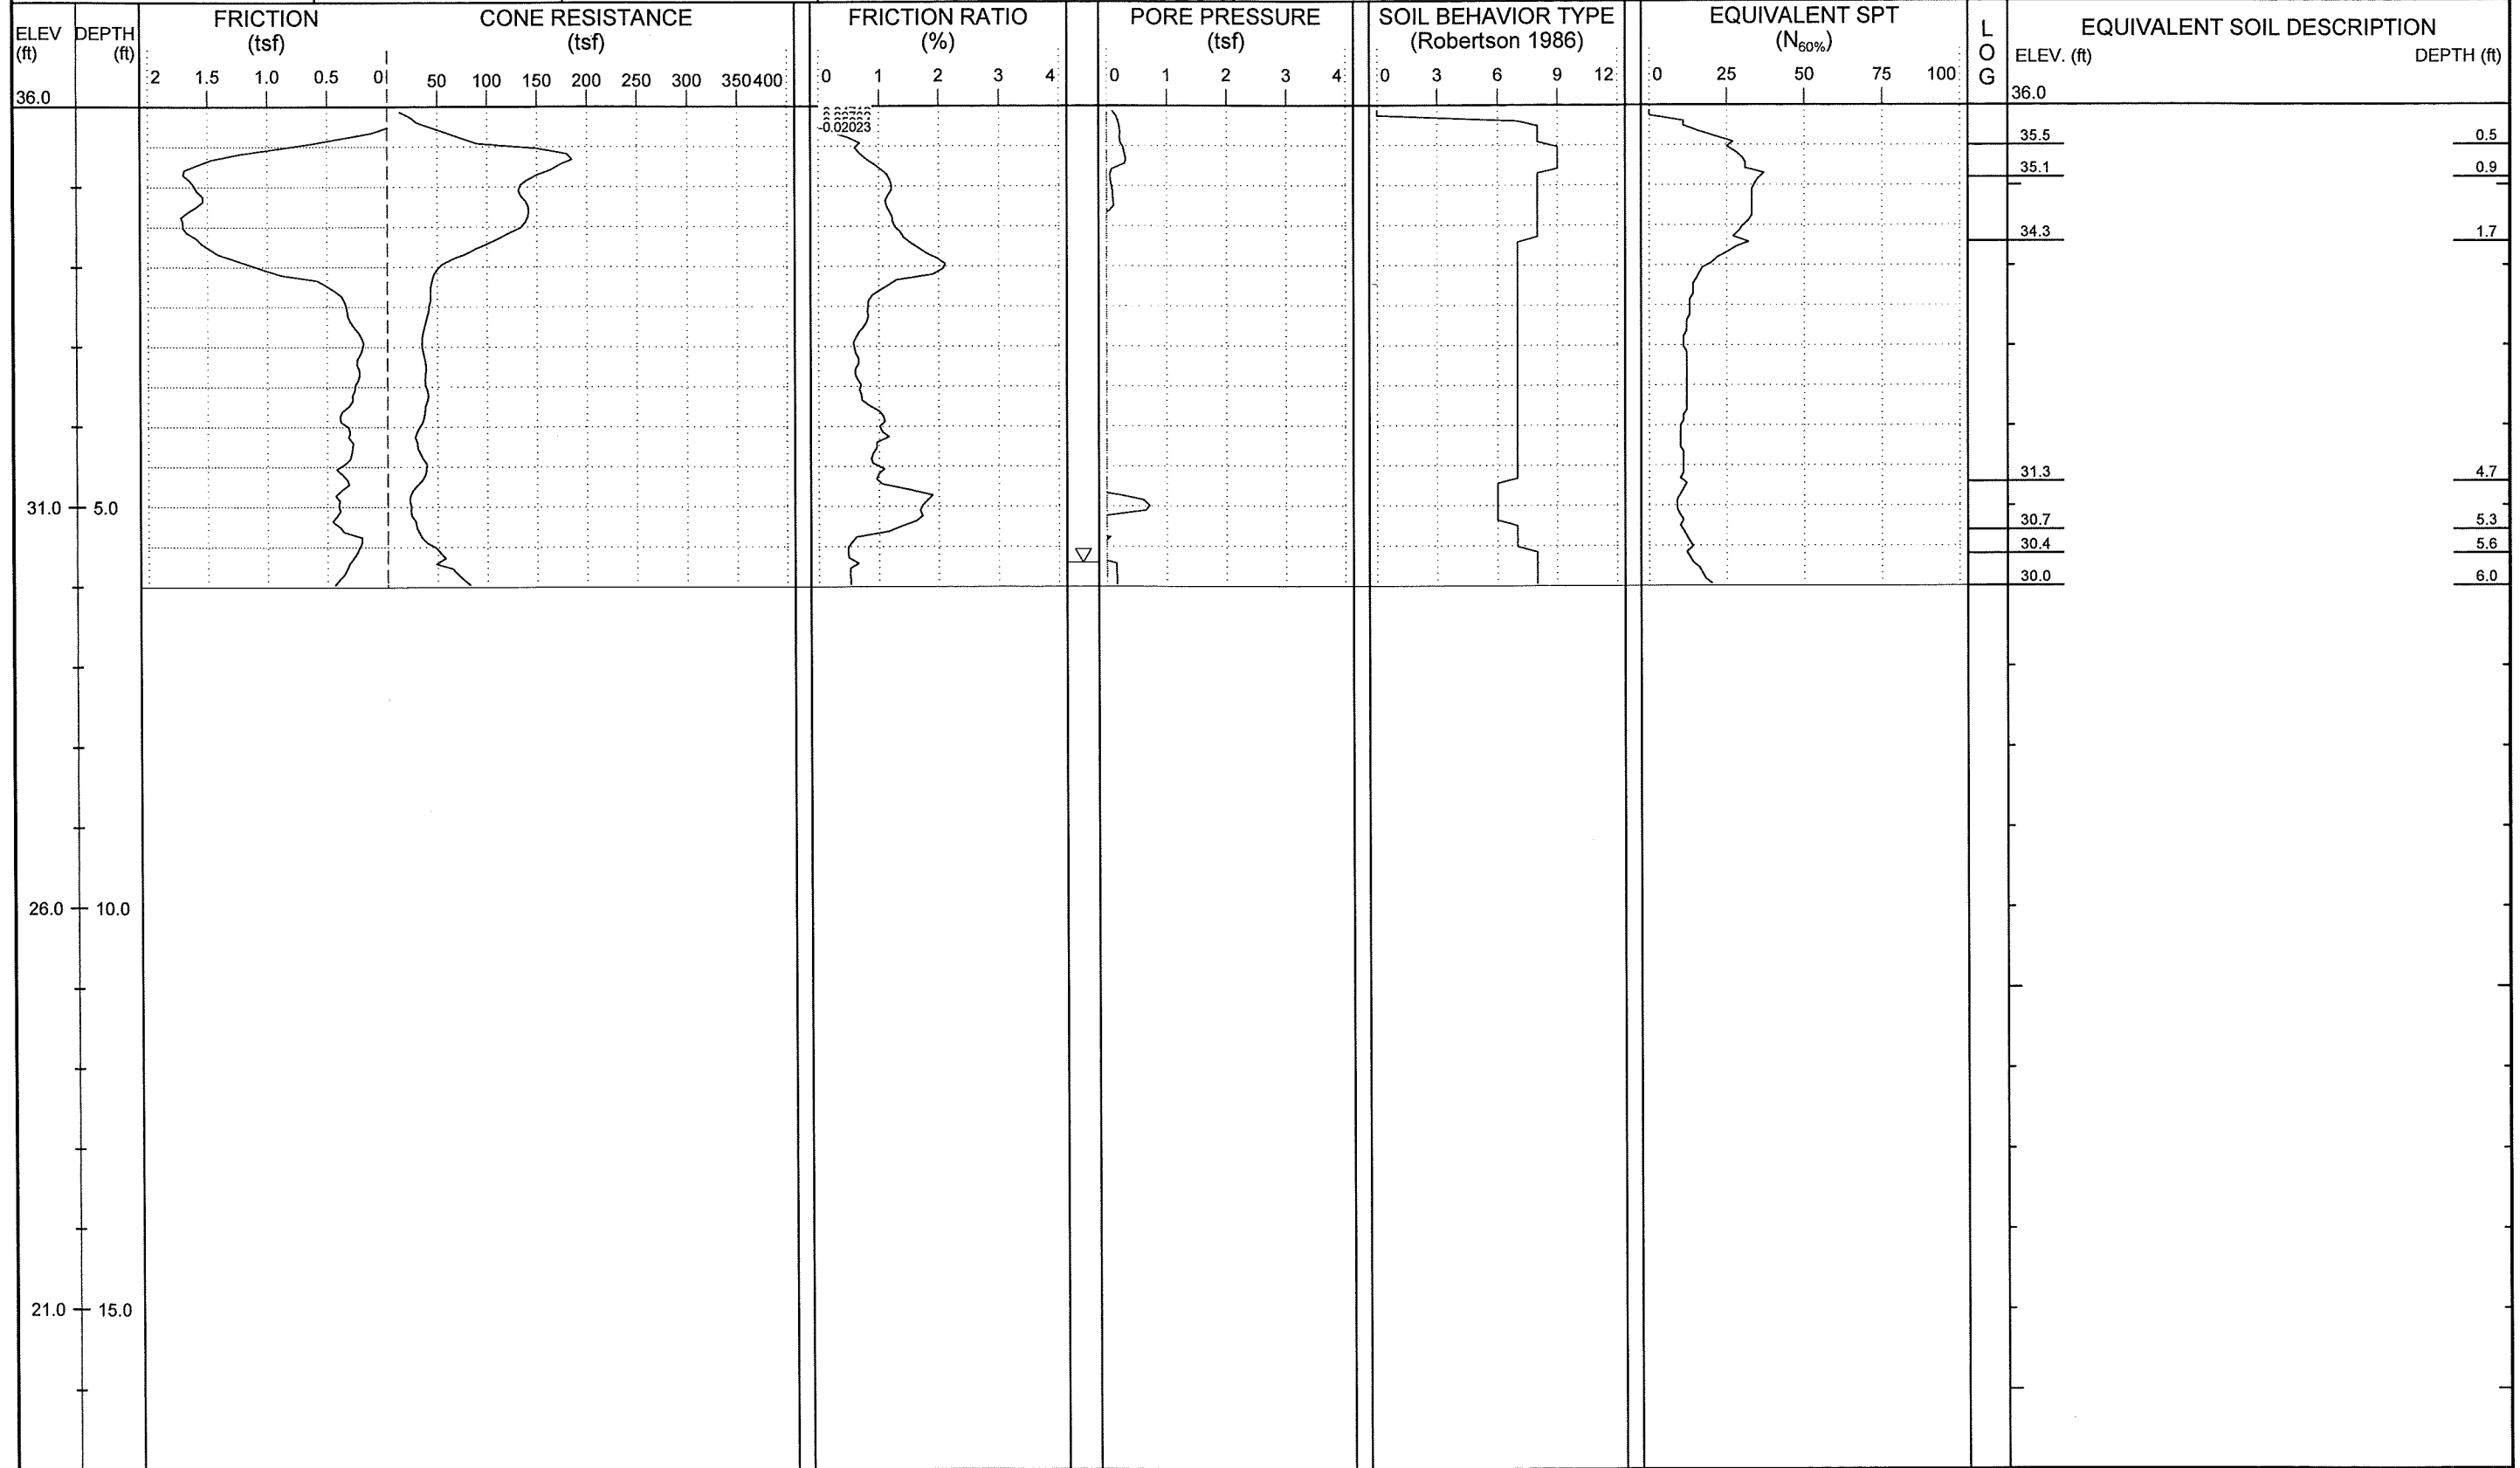 ELEV (ft)
DEPTH (ft)
FRICTION
(tsf)
2 1.5 1.0 0.5 0
CONE RESISTANCE
(tsf)
50 100 150 200 250 300 350 400
FRICTION RATIO
(%)
0 1 2 3 4
PORE PRESSURE
(tsf)
0 1 2 3 4
SOIL BEHAVIOR TYPE
(Robertson 1986)
0 3 6 9 12
EQUIVALENT SPT
(N60%)
0 25 50 75 100
LOG
EQUIVALENT SOIL DESCRIPTION
ELEV. (ft) DEPTH (ft)
36.0
36.0
-0.02023
35.5 0.5
35.1 0.9
34.3 1.7
31.3 4.7
31.0 5.0
30.7 5.3
30.4 5.6
30.0 6.0
26.0 10.0
21.0 15.0